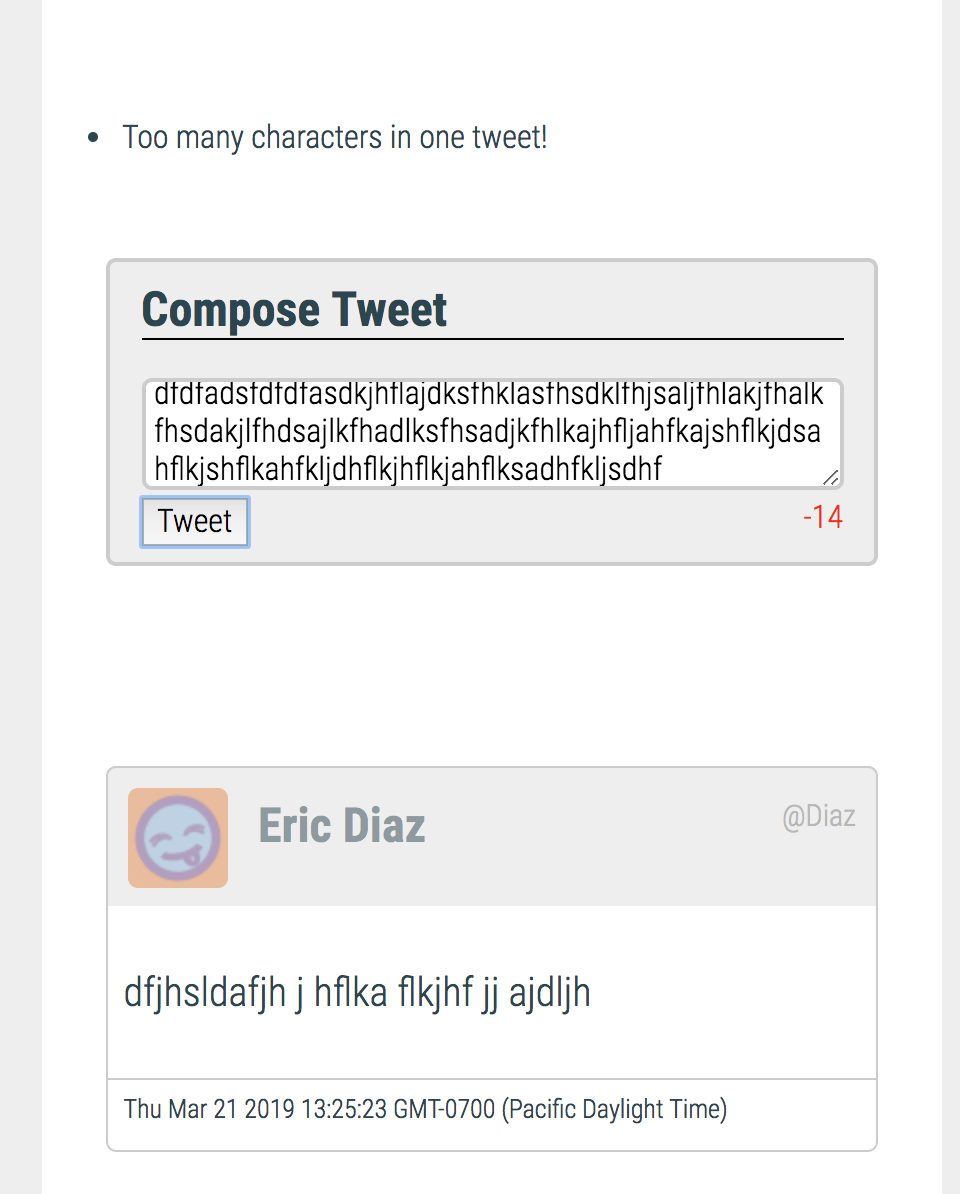 Too many characters in one tweet!
Compose Tweet
dfdfadsfdfdfasdkjhflajdksfhklasfhsdklfhjsaljfhlakjfhalk
fhsdakjlfhdsajlkfhadlksfhsadjkfhlkajhfljahfkajshflkjdsa
hflkjshflkahfkljdhflkjhflkjahflksadhfkljsdhf
Tweet
-14
Eric Diaz
@Diaz
dfjhsldafjh j hflka flkjhf jj ajdljh
Thu Mar 21 2019 13:25:23 GMT-0700 (Pacific Daylight Time)